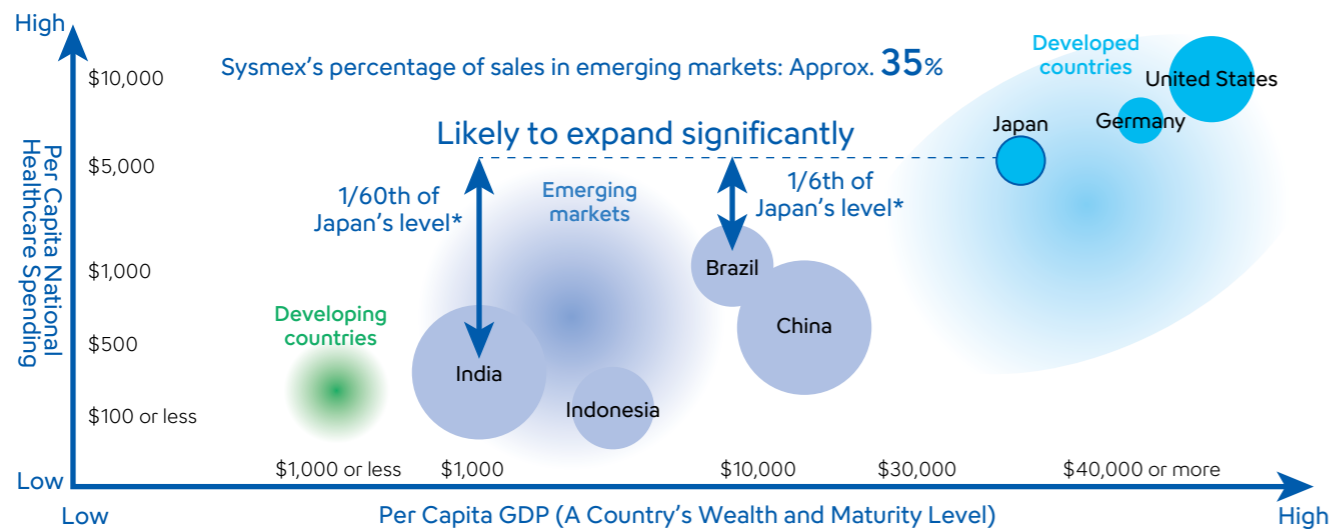 High
$10,000
$5,000
$1,000
$500
$100 or less
Low
Per Capita National
Healthcare Spending
Sysmex’s percentage of sales in emerging markets: Approx. 35%
Likely to expand significantly
1/60th of
Japan’s level*
Emerging
markets
1/6th of
Japan’s level*
Developed
countries
United States
Germany
Japan
Brazil
China
Developing
countries
India
Indonesia
$1,000 or less
$1,000
$10,000
$30,000
$40,000 or more
Low
Per Capita GDP (A Country’s Wealth and Maturity Level)
High